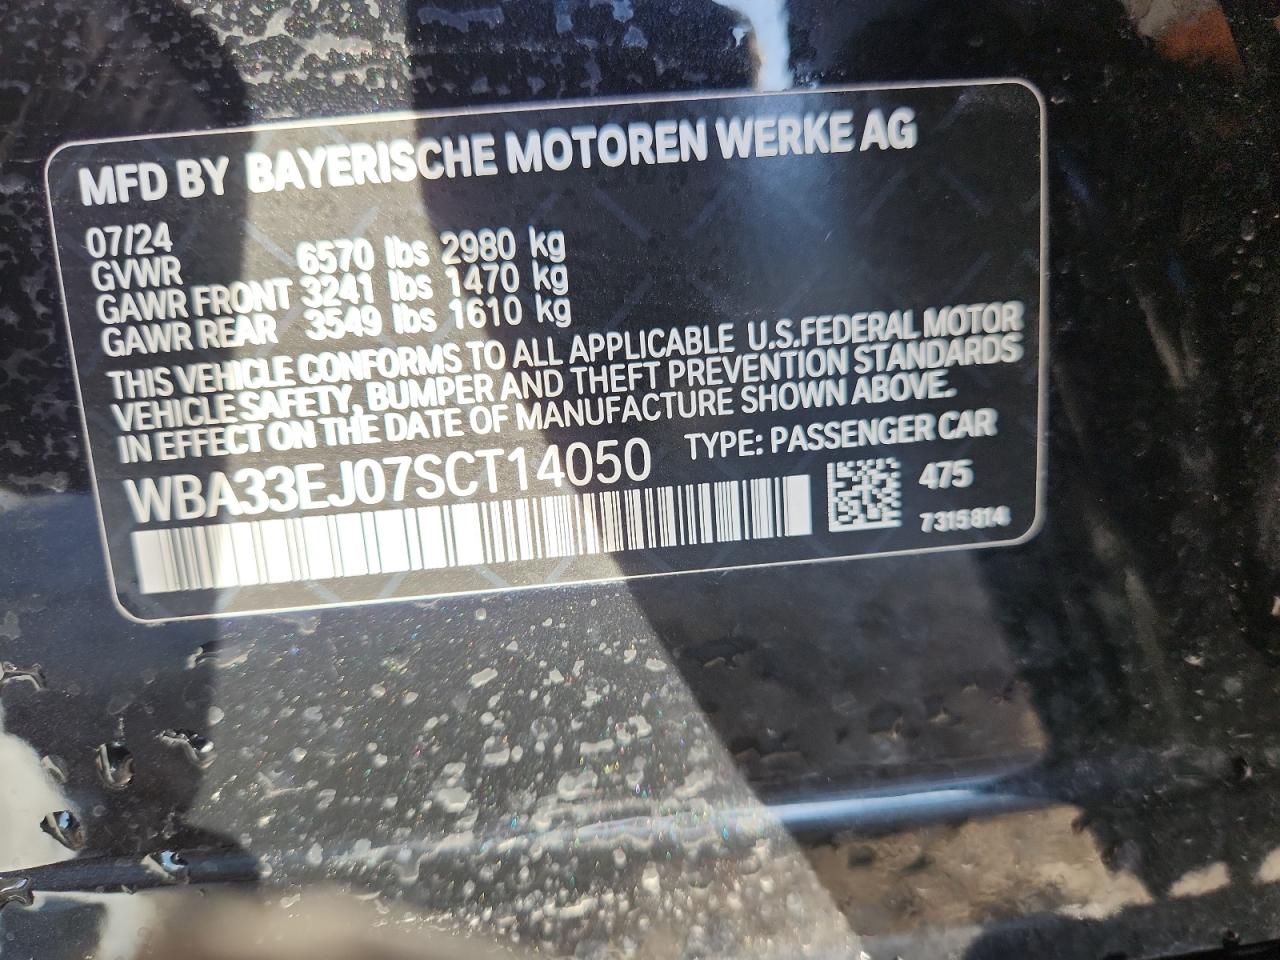 MFD BY BAYERISCHE MOTOREN WERKE AG
07/24
GVWR 6570 lbs 2980 kg
GAWR FRONT 3241 lbs 1470 kg
GAWR REAR 3549 lbs 1610 kg
THIS VEHICLE CONFORMS TO ALL APPLICABLE U.S.FEDERAL MOTOR
VEHICLE SAFETY, BUMPER AND THEFT PREVENTION STANDARDS
IN EFFECT ON THE DATE OF MANUFACTURE SHOWN ABOVE.
WBA33EJ07SCT14050 TYPE: PASSENGER CAR
475
7315814